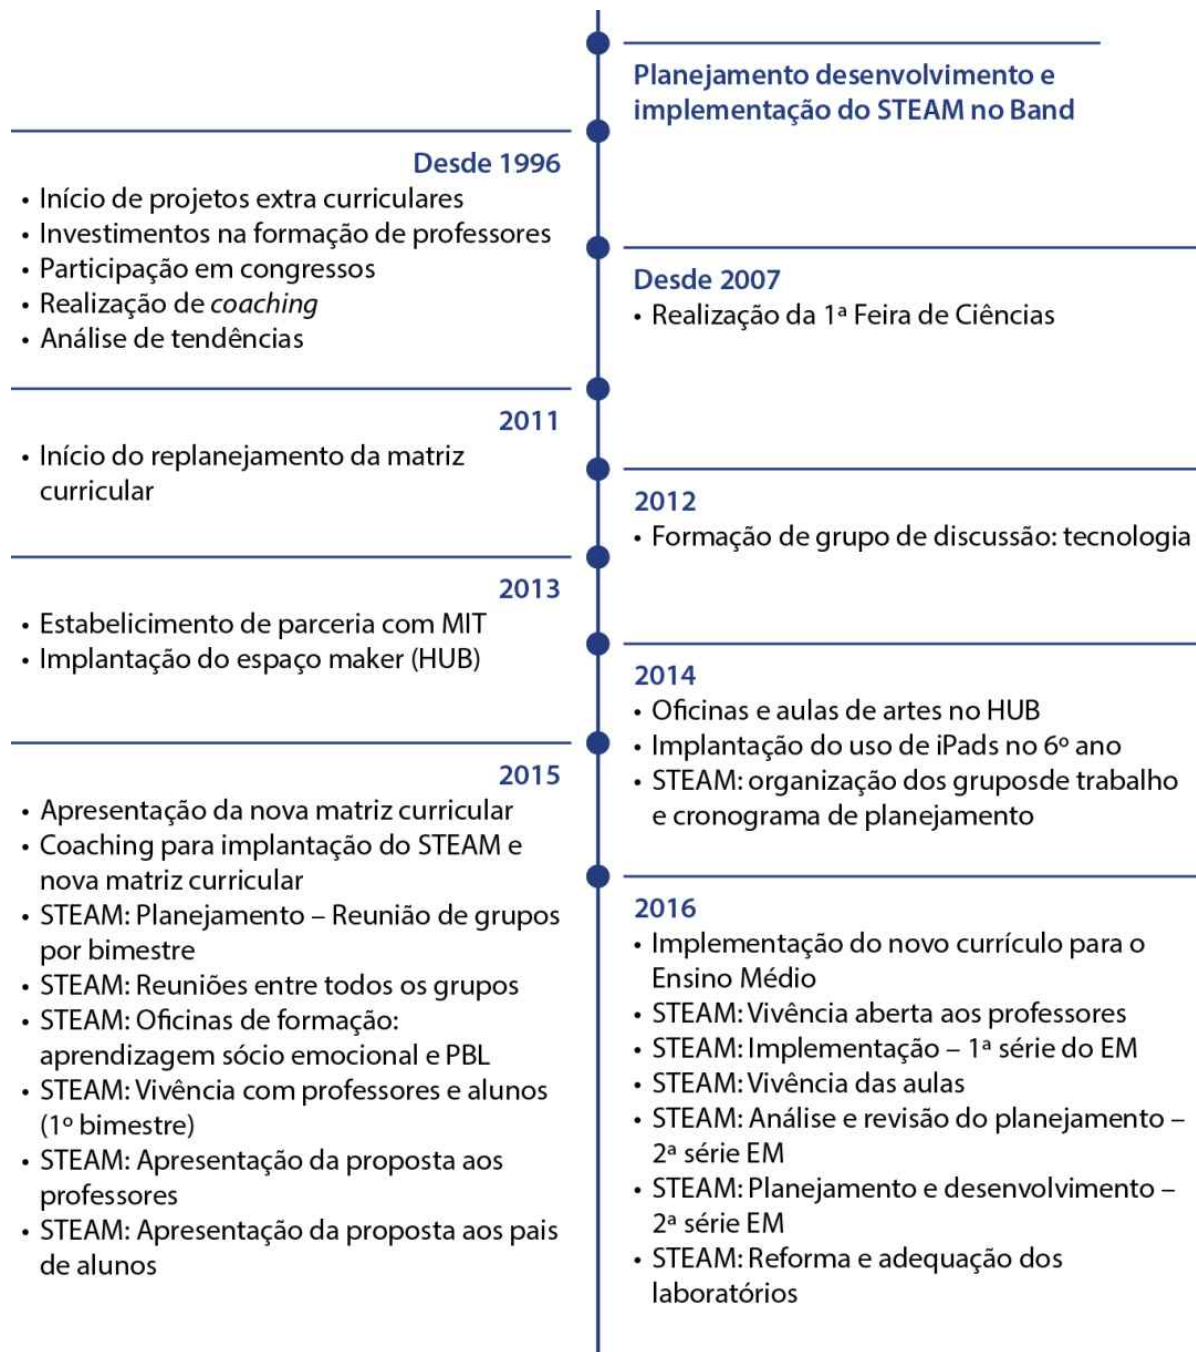 Planejamento desenvolvimento e
implementação do STEAM no Band
Desde 1996
• Início de projetos extra curriculares
• Investimentos na formação de professores
• Participação em congressos
• Realização de coaching
• Análise de tendências
Desde 2007
• Realização da 1ª Feira de Ciências
2011
• Início do replanejamento da matriz
curricular
2012
• Formação de grupo de discussão: tecnologia
2013
• Estabelicimento de parceria com MIT
• Implantação do espaço maker (HUB)
2014
• Oficinas e aulas de artes no HUB
• Implantação do uso de iPads no 6º ano
• STEAM: organização dos gruposde trabalho
e cronograma de planejamento
2015
• Apresentação da nova matriz curricular
• Coaching para implantação do STEAM e
nova matriz curricular
• STEAM: Planejamento – Reunião de grupos
por bimestre
• STEAM: Reuniões entre todos os grupos
• STEAM: Oficinas de formação:
aprendizagem sócio emocional e PBL
• STEAM: Vivência com professores e alunos
(1º bimestre)
• STEAM: Apresentação da proposta aos
professores
• STEAM: Apresentação da proposta aos pais
de alunos
2016
• Implementação do novo currículo para o
Ensino Médio
• STEAM: Vivência aberta aos professores
• STEAM: Implementação – 1ª série do EM
• STEAM: Vivência das aulas
• STEAM: Análise e revisão do planejamento –
2ª série EM
• STEAM: Planejamento e desenvolvimento –
2ª série EM
• STEAM: Reforma e adequação dos
laboratórios